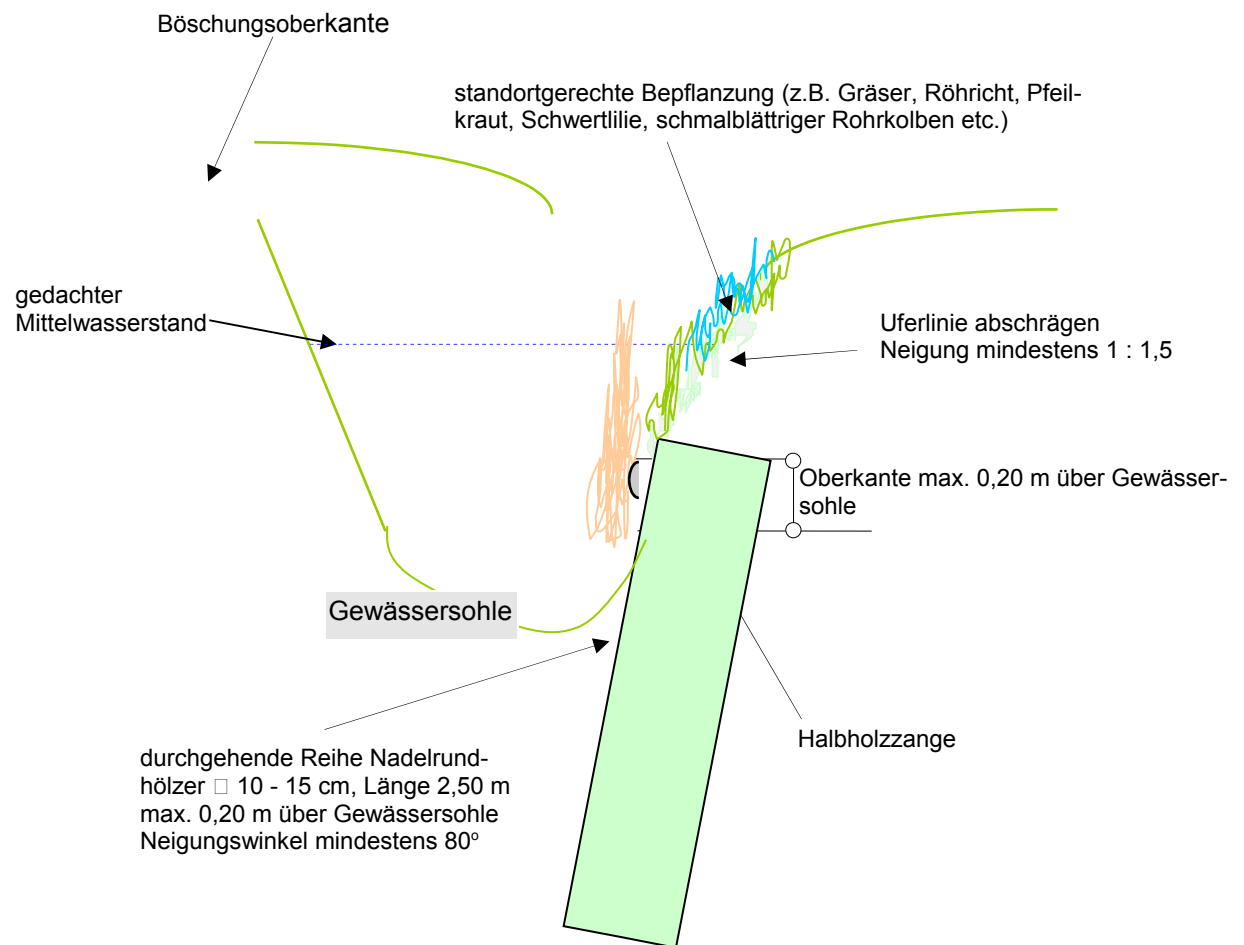 Böschungsoberkante
standortgerechte Bepflanzung (z.B. Gräser, Röhricht, Pfeil-
kraut, Schwertlilie, schmalblättriger Rohrkolben etc.)
gedachter
Mittelwasserstand
Uferlinie abschrägen
Neigung mindestens 1 : 1,5
Oberkante max. 0,20 m über Gewässer-
sohle
Gewässersohle
Halbholzzange
durchgehende Reihe Nadelrund-
hölzer □ 10 - 15 cm, Länge 2,50 m
max. 0,20 m über Gewässersohle
Neigungswinkel mindestens 80°